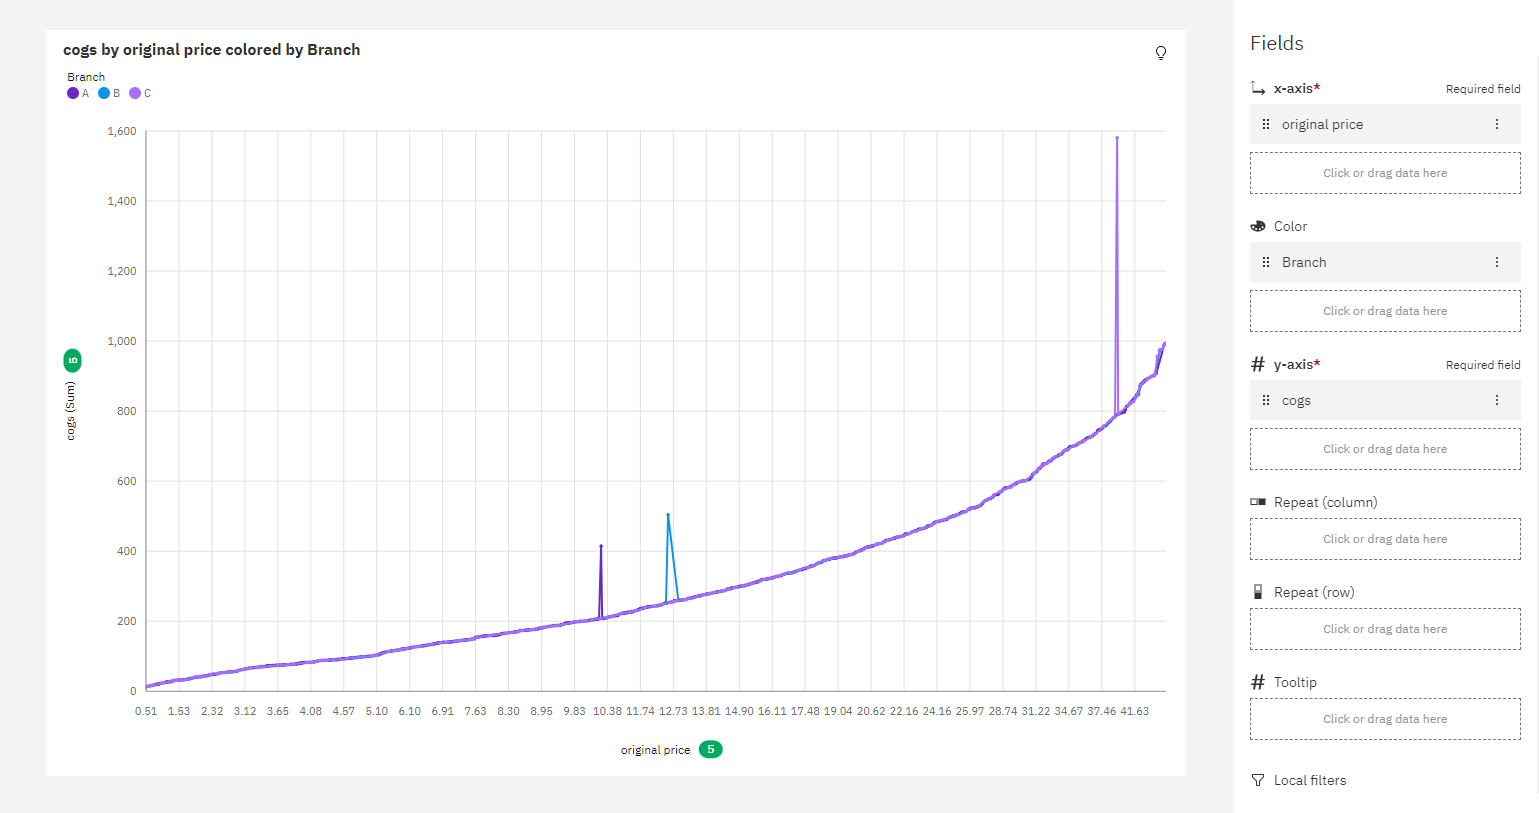 cogs by original price colored by Branch
Branch
A B C
1,600
1,400
1,200
1,000
800
600
400
200
0
cogs (Sum) 5
0.51 1.53 2.32 3.12 3.65 4.08 4.57 5.10 6.10 6.91 7.63 8.30 8.95 9.83 10.38 11.74 12.73 13.81 14.90 16.11 17.48 19.04 20.62 22.16 24.16 25.97 28.74 31.22 34.67 37.46 41.63
original price 5
Fields
x-axis* Required field
original price
Click or drag data here
Color
Branch
Click or drag data here
y-axis* Required field
cogs
Click or drag data here
Repeat (column)
Click or drag data here
Repeat (row)
Click or drag data here
Tooltip
Click or drag data here
Local filters